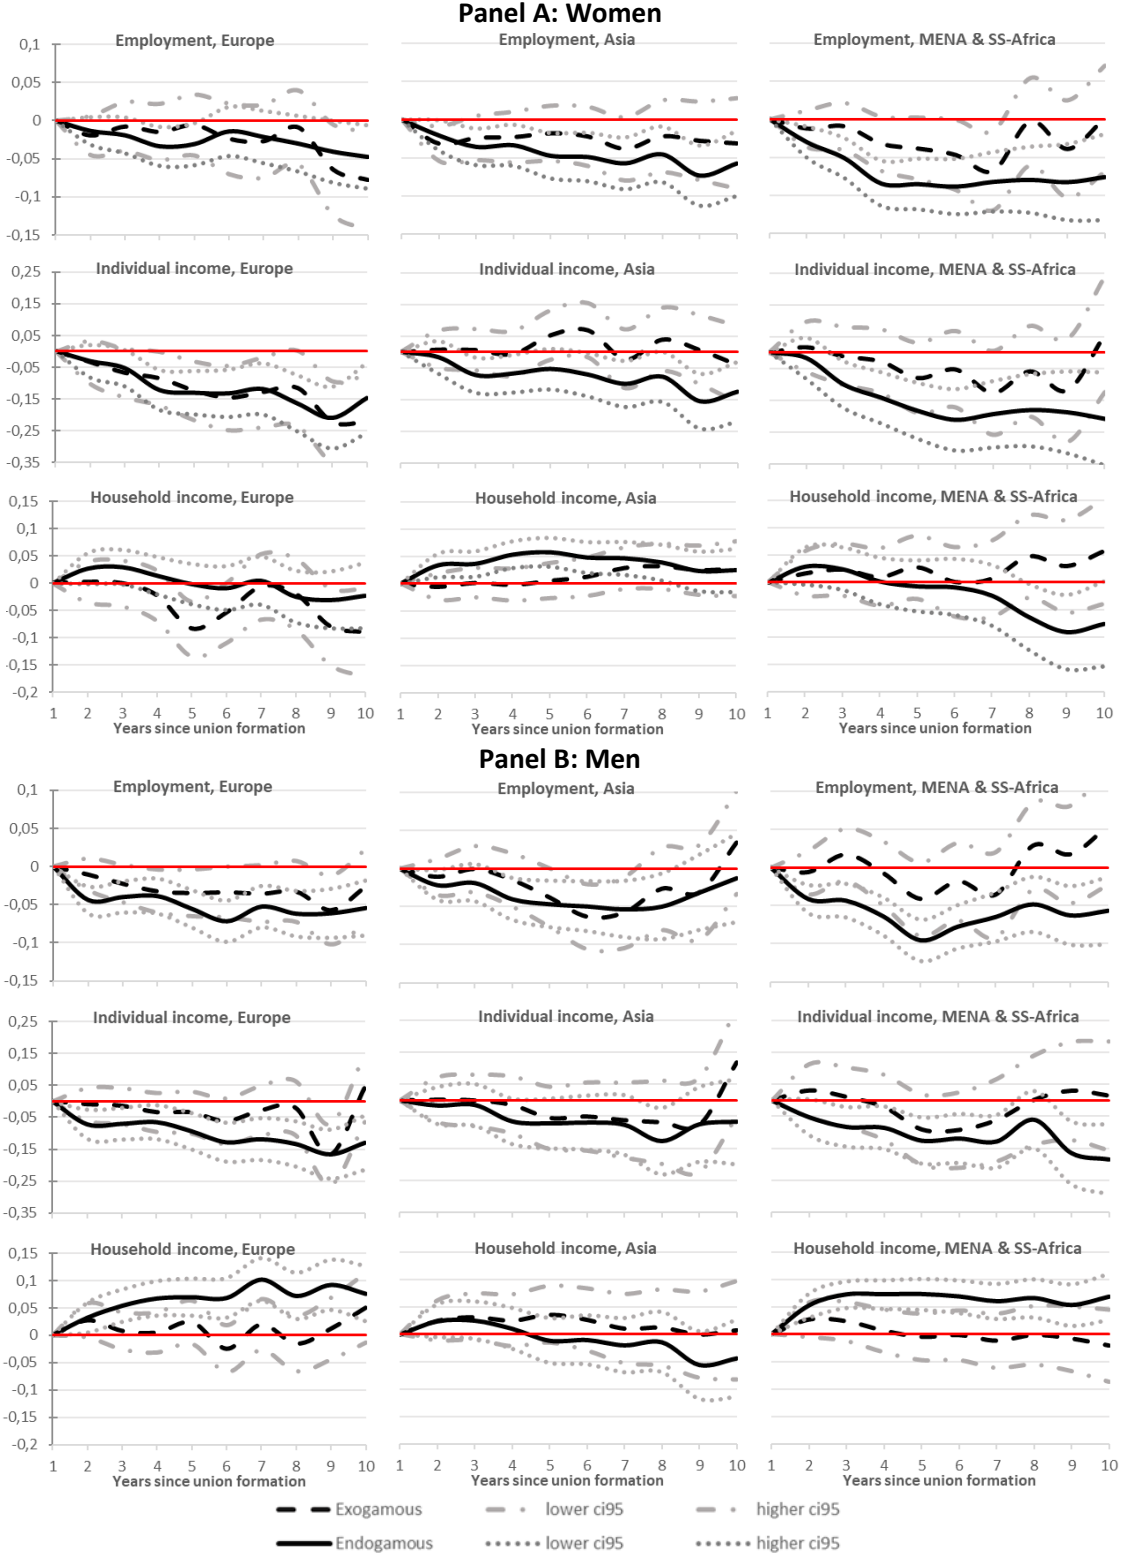 Panel A: Women
Employment, Europe
Employment, Asia
Employment, MENA & SS-Africa
0,1
0,05
0
-0,05
-0,1
-0,15
Individual income, Europe
Individual income, Asia
Individual income, MENA & SS-Africa
0,25
0,15
0,05
-0,05
-0,15
-0,25
-0,35
Household income, Europe
Household income, Asia
Household income, MENA & SS-Africa
0,15
0,1
0,05
0
-0,05
-0,1
-0,15
-0,2
1 2 3 4 5 6 7 8 9 10
1 2 3 4 5 6 7 8 9 10
1 2 3 4 5 6 7 8 9 10
Years since union formation
Years since union formation
Years since union formation
Panel B: Men
Employment, Europe
Employment, Asia
Employment, MENA & SS-Africa
0,1
0,05
0
-0,05
-0,1
-0,15
Individual income, Europe
Individual income, Asia
Individual income, MENA & SS-Africa
0,25
0,15
0,05
-0,05
-0,15
-0,25
-0,35
Household income, Europe
Household income, Asia
Household income, MENA & SS-Africa
0,15
0,1
0,05
0
-0,05
-0,1
-0,15
-0,2
1 2 3 4 5 6 7 8 9 10
1 2 3 4 5 6 7 8 9 10
1 2 3 4 5 6 7 8 9 10
Years since union formation
Years since union formation
Years since union formation
Exogamous
lower ci95
higher ci95
Endogamous
lower ci95
higher ci95